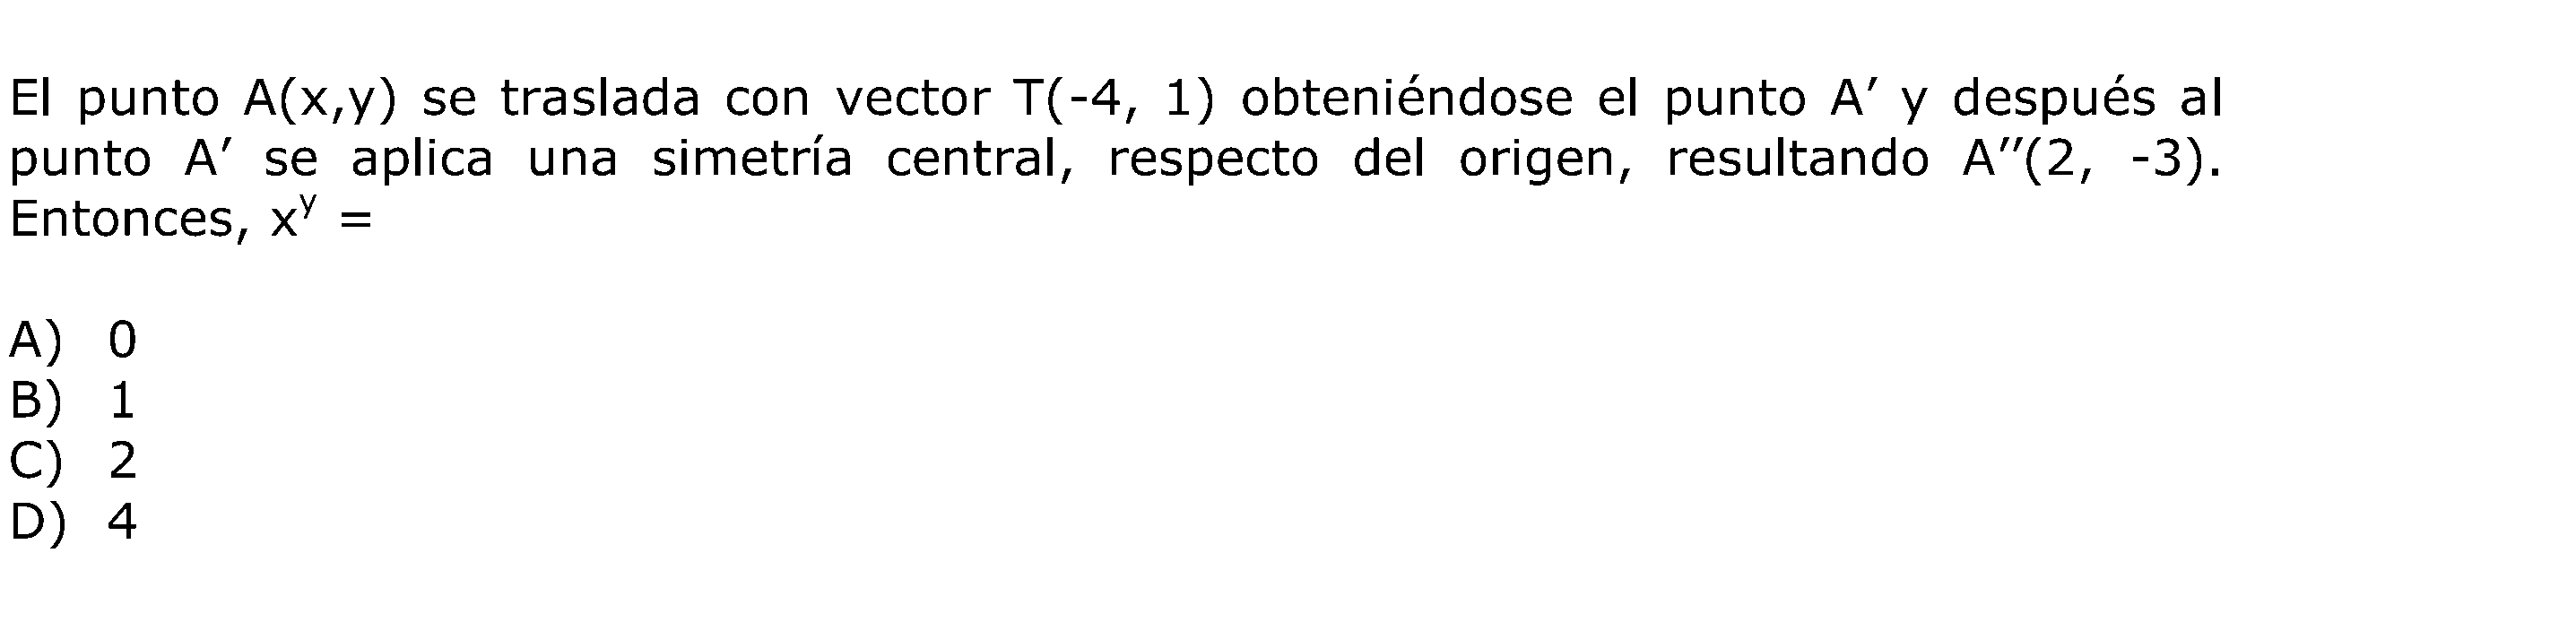 El punto A(x,y) se traslada con vector T(-4, 1) obteniéndose el punto A’ y después al
punto A’ se aplica una simetría central, respecto del origen, resultando A’’(2, -3).
Entonces, xʸ =
A) 0
B) 1
C) 2
D) 4